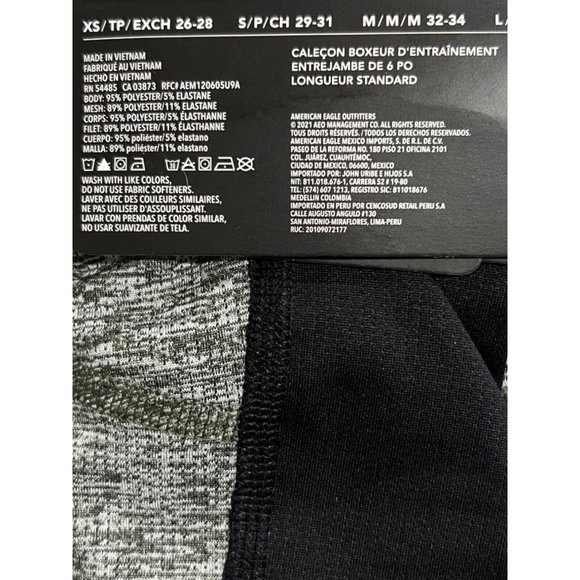 XS/TP/EXCH 26-28 S/P/CH 29-31 M/M/M 32-34 L/
MADE IN VIETNAM
FABRIQUÉ AU VIETNAM
HECHO EN VIETNAM
RN 54485 CA 03873 RFC# AEM120605U9A
BODY: 95% POLYESTER/5% ELASTANE
MESH: 89% POLYESTER/11% ELASTANE
CORPS: 95% POLYESTER/5% ÉLASTHANNE
FILET: 89% POLYESTER/11% ÉLASTHANNE
CUERPO: 95% poliéster/5% elastano
MALLA: 89% poliéster/11% elastano
WASH WITH LIKE COLORS,
DO NOT USE FABRIC SOFTENERS.
LAVER AVEC DES COULEURS SIMILAIRES,
NE PAS UTILISER D'ASSOUPLISSANT.
LAVAR CON PRENDAS DE COLOR SIMILAR,
NO USAR SUAVIZANTE DE TELA.
CALEÇON BOXEUR D'ENTRAÎNEMENT
ENTREJAMBE DE 6 PO
LONGUEUR STANDARD
AMERICAN EAGLE OUTFITTERS
© 2021 AEO MANAGEMENT CO. ALL RIGHTS RESERVED.
TOUS DROITS RÉSERVÉS. TODOS LOS DERECHOS RESERVADOS.
AMERICAN EAGLE MEXICO IMPORTS, S. DE R.L. DE C.V.
PASEO DE LA REFORMA NO. 180 PISO 21 OFICINA 2101
COL. JUÁREZ, CUAUHTÉMOC,
CIUDAD DE MÉXICO, 06600, MEXICO
IMPORTADO POR: JOHN URIBE E HIJOS S.A
NIT: 811.018.676-1, CARRERA 52 # 19-80
TEL: (574) 607 1213, REGISTRO SIC: 811018676
MEDELLIN COLOMBIA
IMPORTADO EN PERU POR CENCOSUD RETAIL PERU S.A
CALLE AUGUSTO ANGULO #130
SAN ANTONIO-MIRAFLORES, LIMA-PERU
RUC: 20109072177